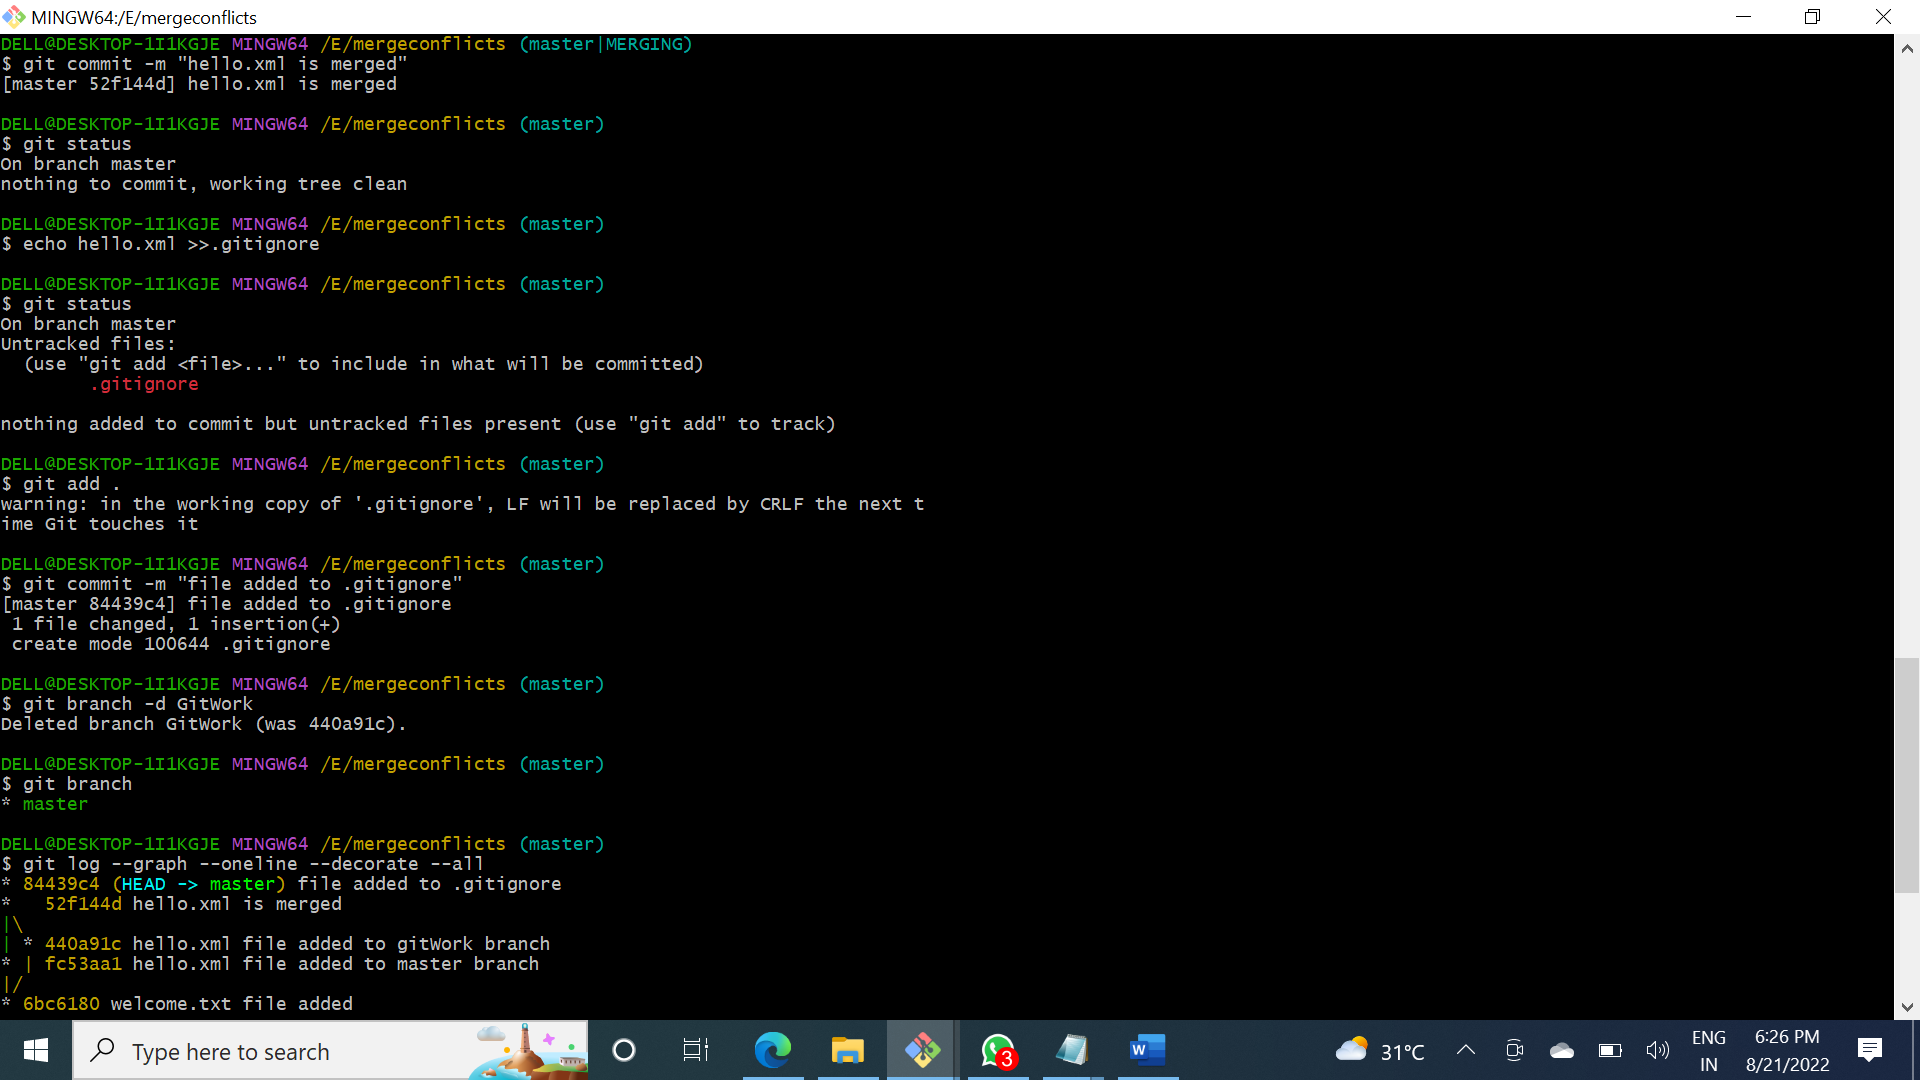 MINGW64:/E/mergeconflicts
DELL@DESKTOP-1I1KGJE MINGW64 /E/mergeconflicts (master|MERGING)
$ git commit -m "hello.xml is merged"
[master 52f144d] hello.xml is merged
DELL@DESKTOP-1I1KGJE MINGW64 /E/mergeconflicts (master)
$ git status
On branch master
nothing to commit, working tree clean
DELL@DESKTOP-1I1KGJE MINGW64 /E/mergeconflicts (master)
$ echo hello.xml >>.gitignore
DELL@DESKTOP-1I1KGJE MINGW64 /E/mergeconflicts (master)
$ git status
On branch master
Untracked files:
  (use "git add <file>..." to include in what will be committed)
        .gitignore
nothing added to commit but untracked files present (use "git add" to track)
DELL@DESKTOP-1I1KGJE MINGW64 /E/mergeconflicts (master)
$ git add .
warning: in the working copy of '.gitignore', LF will be replaced by CRLF the next t
ime Git touches it
DELL@DESKTOP-1I1KGJE MINGW64 /E/mergeconflicts (master)
$ git commit -m "file added to .gitignore"
[master 84439c4] file added to .gitignore
 1 file changed, 1 insertion(+)
 create mode 100644 .gitignore
DELL@DESKTOP-1I1KGJE MINGW64 /E/mergeconflicts (master)
$ git branch -d GitWork
Deleted branch GitWork (was 440a91c).
DELL@DESKTOP-1I1KGJE MINGW64 /E/mergeconflicts (master)
$ git branch
* master
DELL@DESKTOP-1I1KGJE MINGW64 /E/mergeconflicts (master)
$ git log --graph --oneline --decorate --all
* 84439c4 (HEAD -> master) file added to .gitignore
*   52f144d hello.xml is merged
|\
| * 440a91c hello.xml file added to gitWork branch
* | fc53aa1 hello.xml file added to master branch
|/
* 6bc6180 welcome.txt file added
Type here to search
3
W
31°C
ENG
IN
6:26 PM
8/21/2022